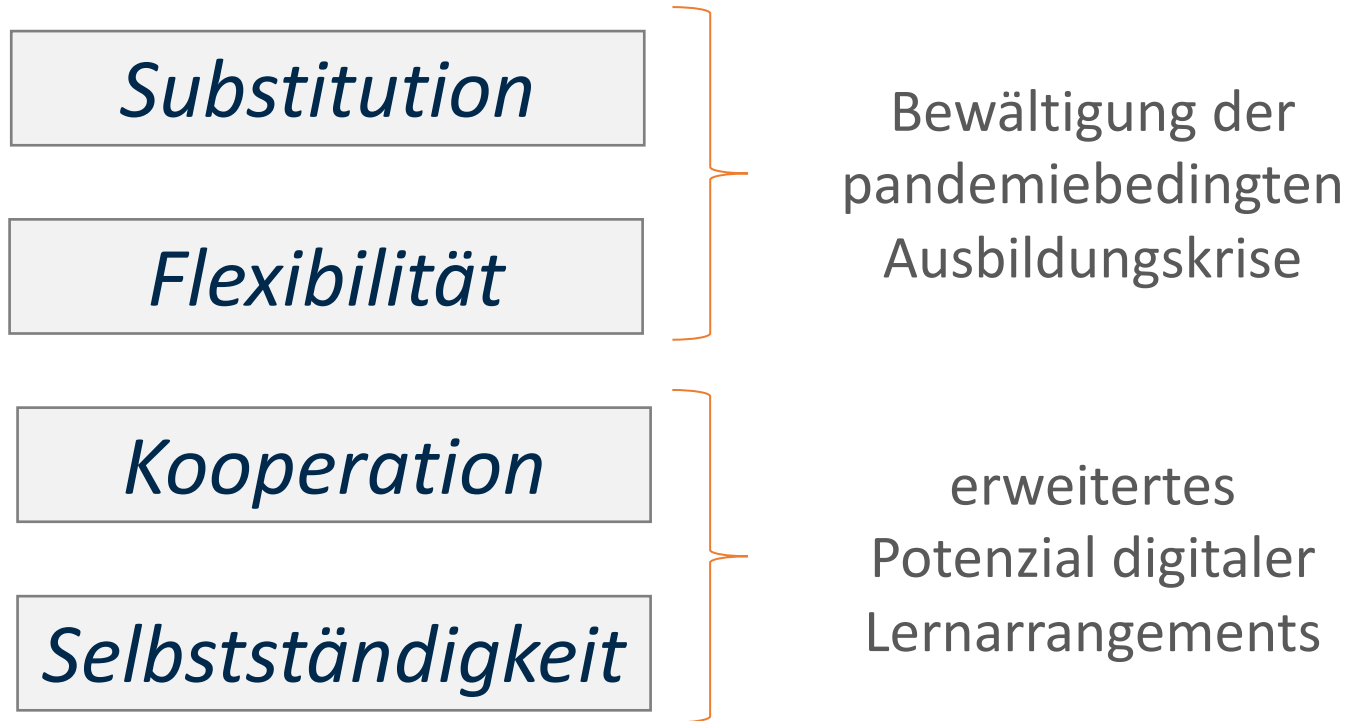 Substitution
Flexibilität
Bewältigung der
pandemiebedingten
Ausbildungskrise
Kooperation
Selbstständigkeit
erweitertes
Potenzial digitaler
Lernarrangements